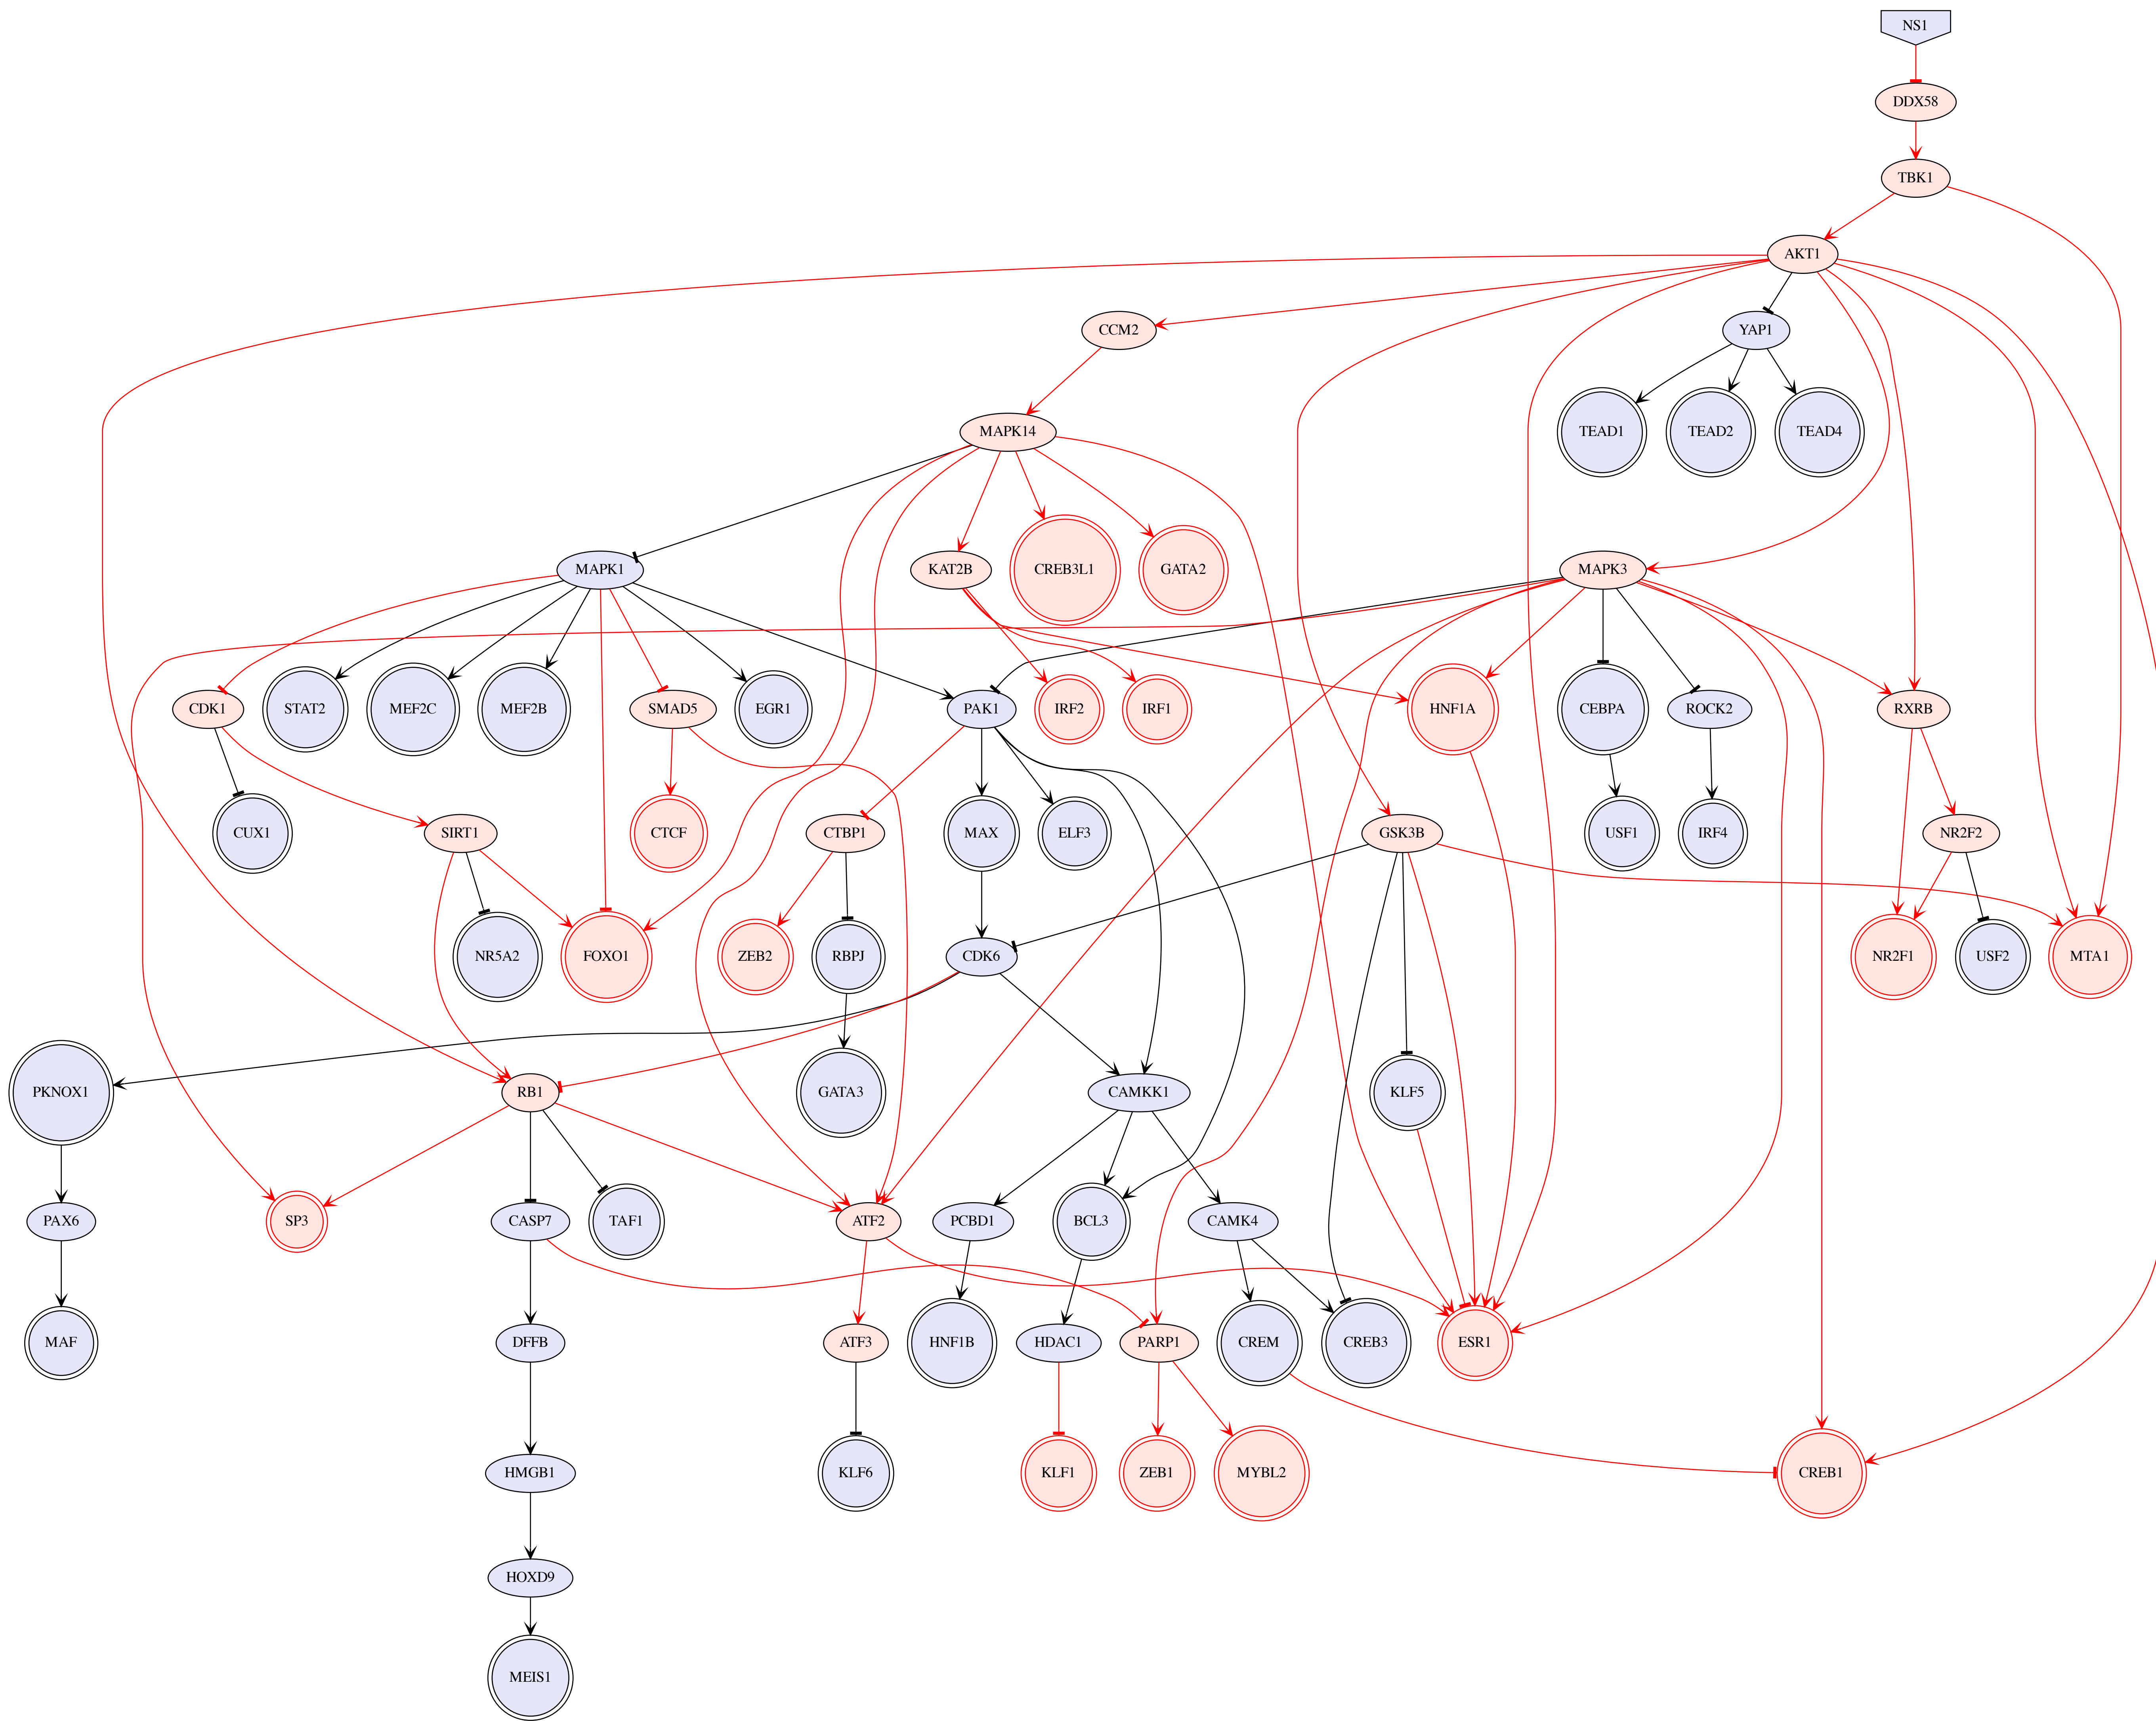 NS1
DDX58
TBK1
AKT1
CCM2
YAP1
MAPK14
TEAD1
TEAD2
TEAD4
MAPK1
KAT2B
CREB3L1
GATA2
MAPK3
CDK1
STAT2
MEF2C
MEF2B
SMAD5
EGR1
PAK1
IRF2
IRF1
HNF1A
CEBPA
ROCK2
RXRB
CUX1
SIRT1
CTCF
CTBP1
MAX
ELF3
GSK3B
USF1
IRF4
NR2F2
NR5A2
FOXO1
ZEB2
RBPJ
CDK6
NR2F1
USF2
MTA1
PKNOX1
RB1
GATA3
CAMKK1
KLF5
PAX6
SP3
CASP7
TAF1
ATF2
PCBD1
BCL3
CAMK4
MAF
DFFB
ATF3
HNF1B
HDAC1
PARP1
CREM
CREB3
ESR1
HMGB1
KLF6
KLF1
ZEB1
MYBL2
CREB1
HOXD9
MEIS1